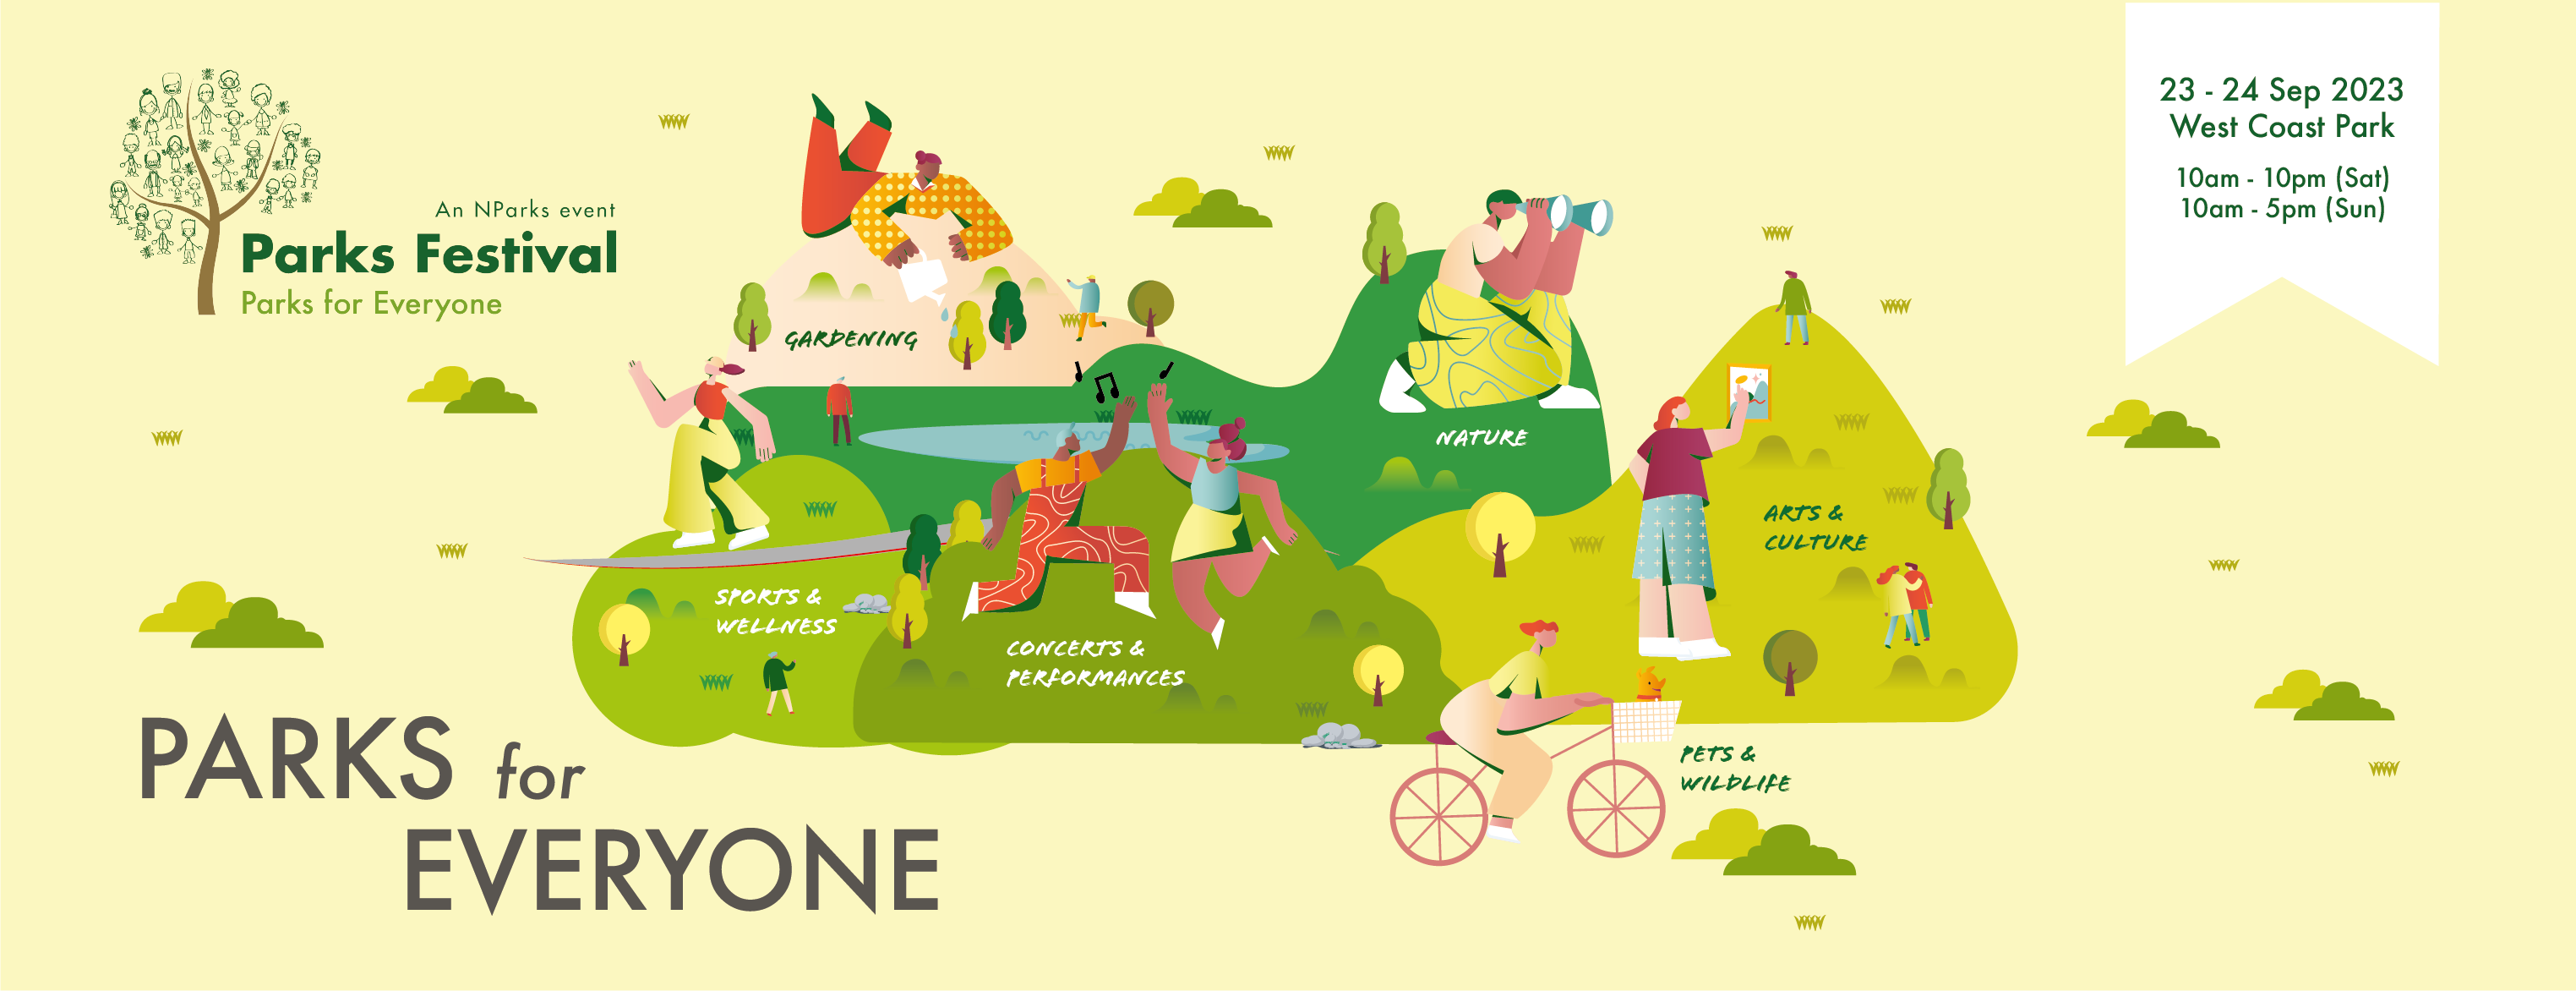 An NParks event
Parks Festival
Parks for Everyone
23 - 24 Sep 2023
West Coast Park
10am - 10pm (Sat)
10am - 5pm (Sun)
GARDENING
NATURE
ARTS &
CULTURE
SPORTS &
WELLNESS
CONCERTS &
PERFORMANCES
PETS &
WILDLIFE
PARKS for
EVERYONE